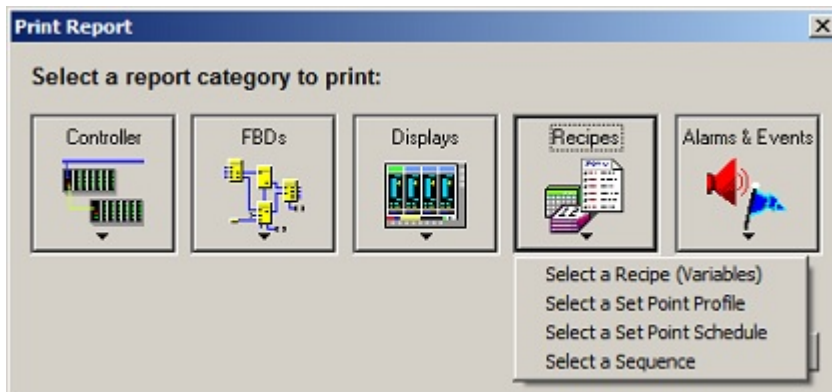 Print Report
Select a report category to print:
Controller
FBDs
Displays
Recipes
Alarms & Events
Select a Recipe (Variables)
Select a Set Point Profile
Select a Set Point Schedule
Select a Sequence